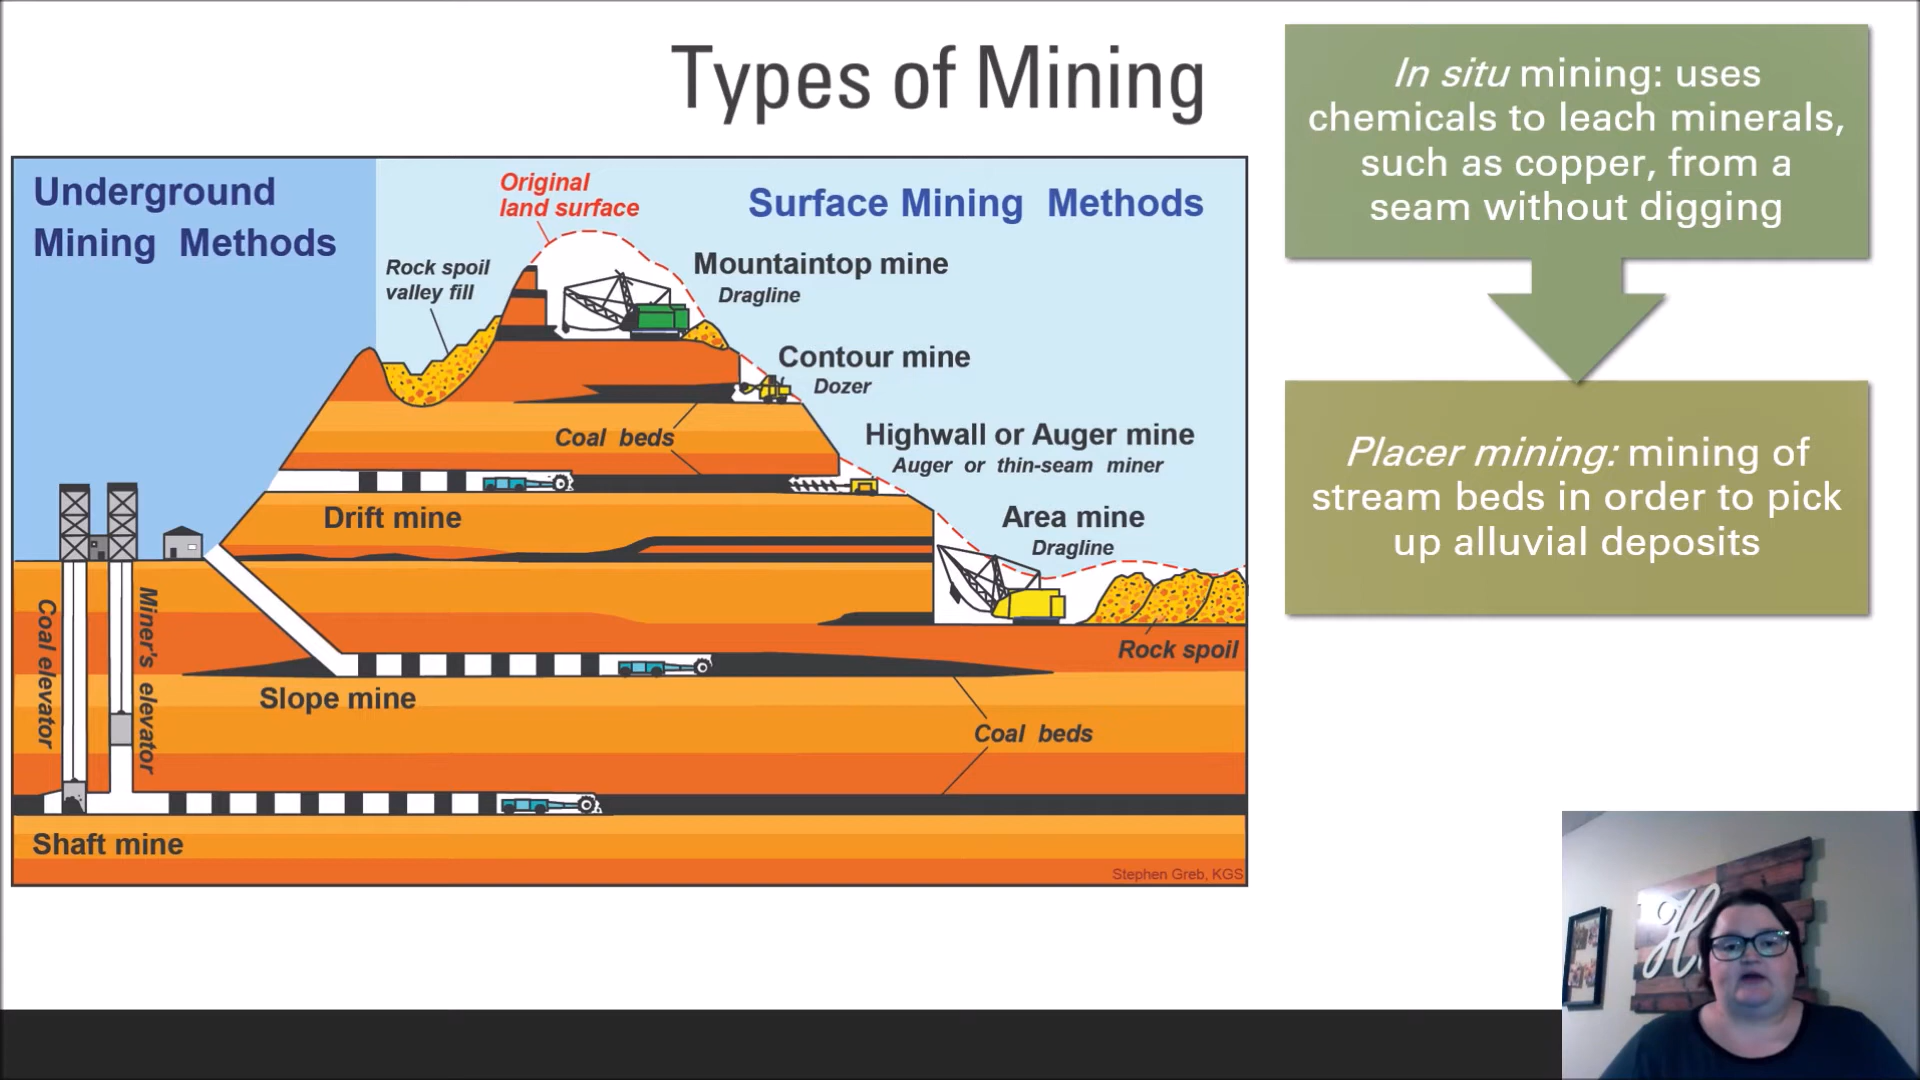 Types of Mining
Underground
Mining Methods
Original
land surface
Surface Mining Methods
Rock spoil
valley fill
Mountaintop mine
Dragline
Contour mine
Dozer
Coal beds
Highwall or Auger mine
Auger or thin-seam miner
Drift mine
Area mine
Dragline
Rock spoil
Coal elevator
Miner's elevator
Slope mine
Coal beds
Shaft mine
Stephen Greb, KGS
In situ mining: uses
chemicals to leach minerals,
such as copper, from a
seam without digging
Placer mining: mining of
stream beds in order to pick
up alluvial deposits
H